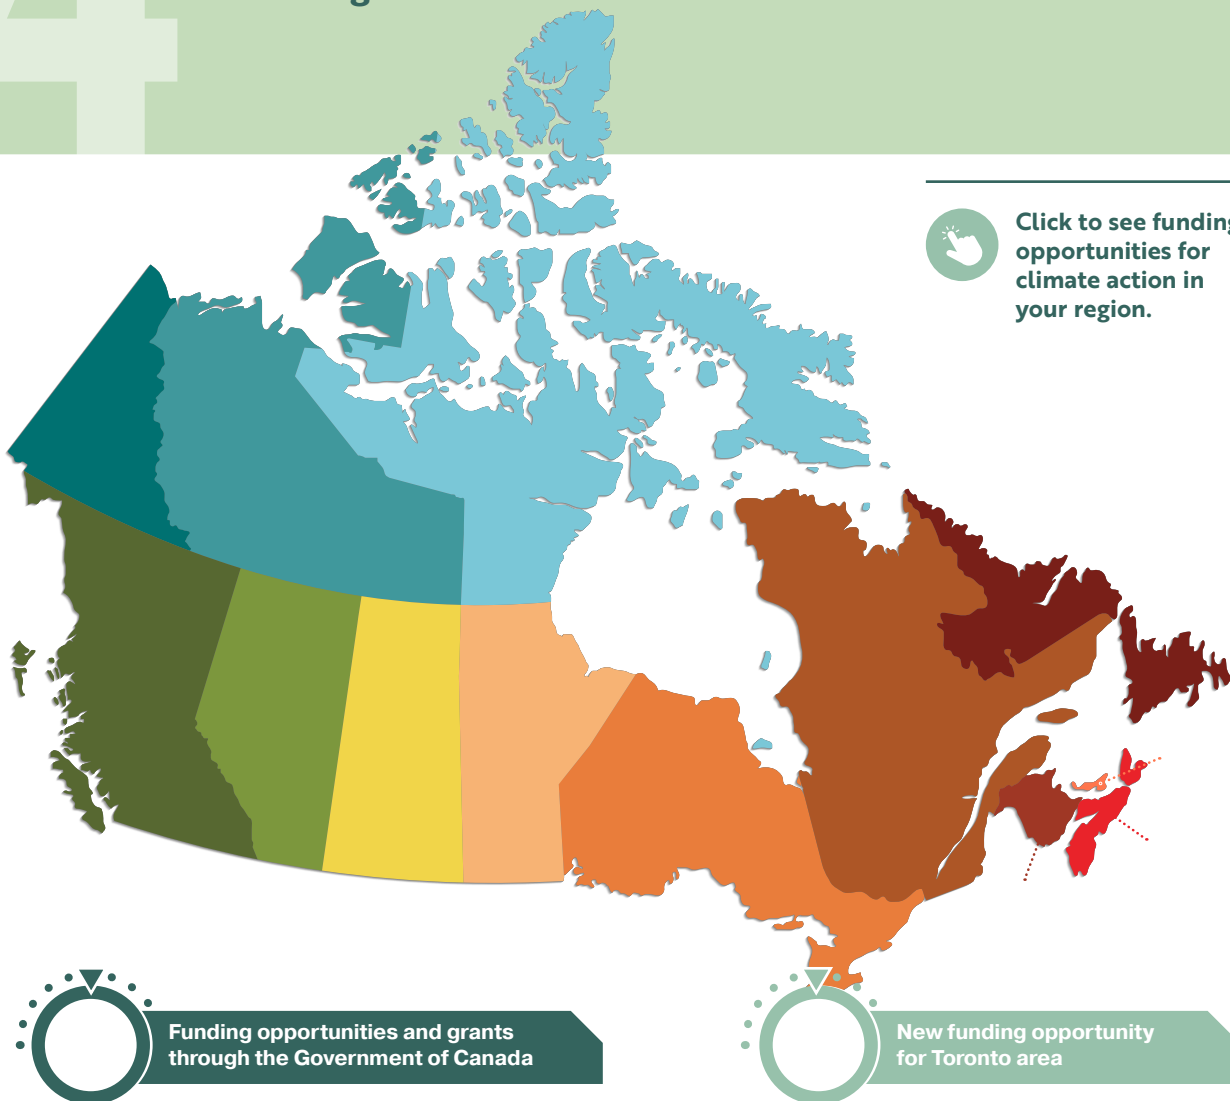 4
Click to see funding
opportunities for
climate action in
your region.
Funding opportunities and grants
through the Government of Canada
New funding opportunity
for Toronto area